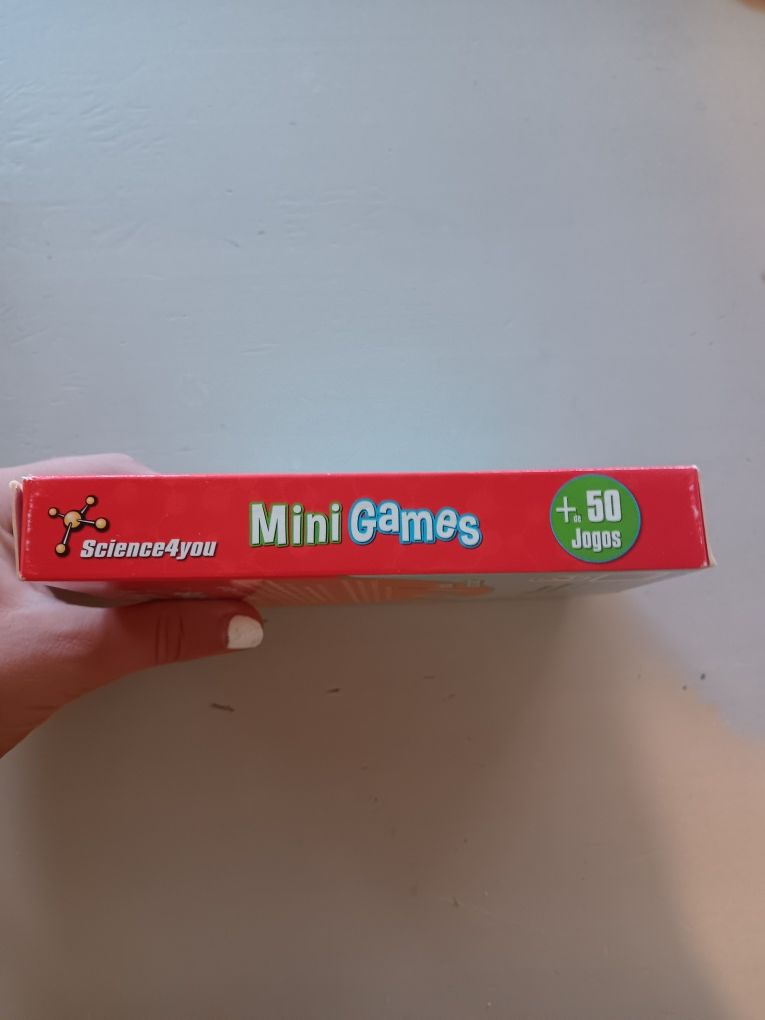 Science4you
Mini Games
+ de 50
Jogos